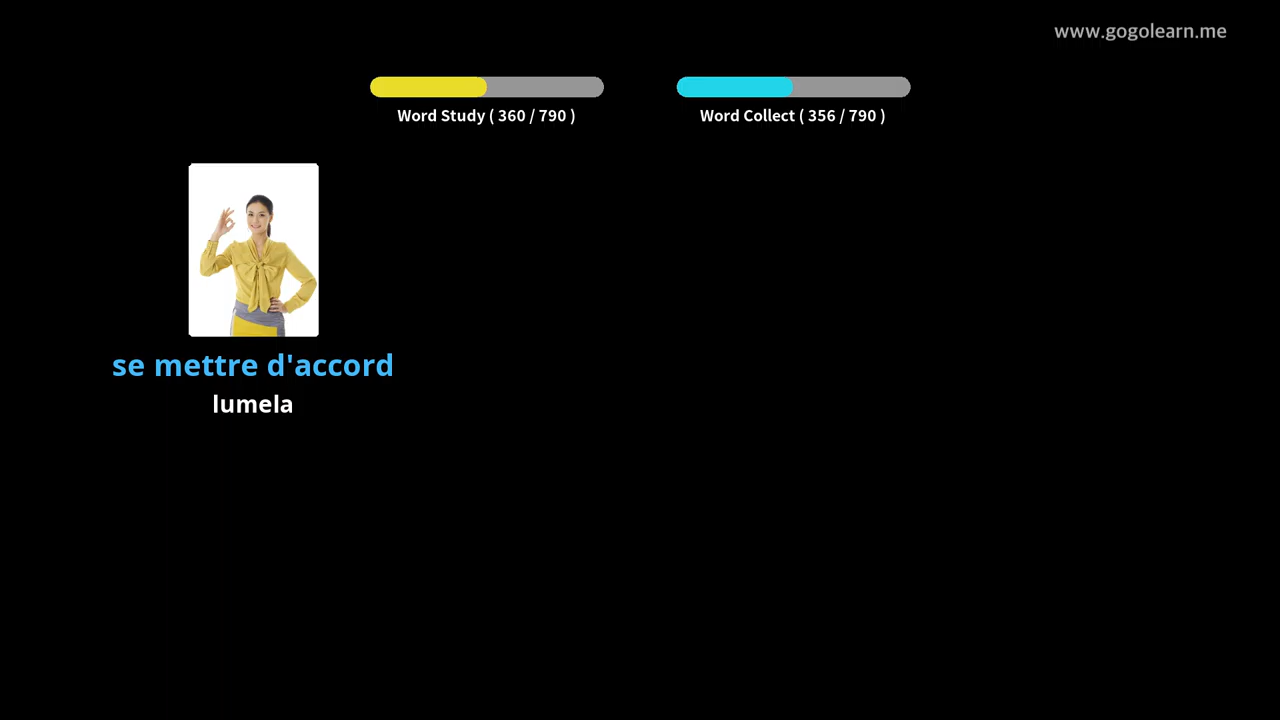 www.gogolearn.me
Word Study ( 360 / 790 )
Word Collect ( 356 / 790 )
se mettre d'accord
lumela